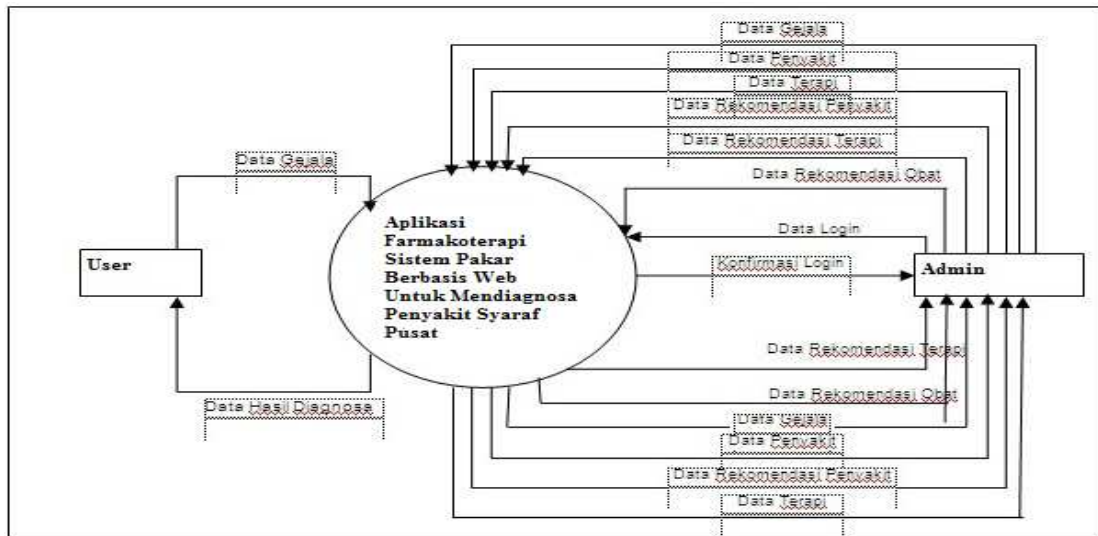 Data Gejala
Data Penyakit
Data Terapi
Data Rekomendasi Penyakit
Data Rekomendasi Terapi
Data Gejala
Data Rekomendasi Obat
Data Login
Konfirmasi Login
User
Aplikasi
Farmakoterapi
Sistem Pakar
Berbasis Web
Untuk Mendiagnosa
Penyakit Syaraf
Pusat
Admin
Data Rekomendasi Terapi
Data Rekomendasi Obat
Data Hasil Diagnosa
Data Gejala
Data Penyakit
Data Rekomendasi Penyakit
Data Terapi